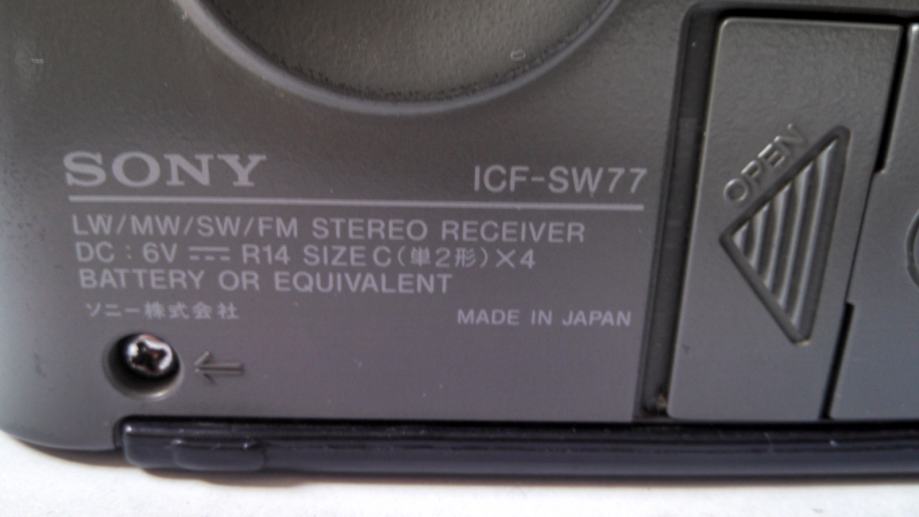 SONY ICF-SW77
LW/MW/SW/FM STEREO RECEIVER
DC : 6V ⎓ R14 SIZE C (単2形)×4
BATTERY OR EQUIVALENT
ソニー株式会社 MADE IN JAPAN
OPEN